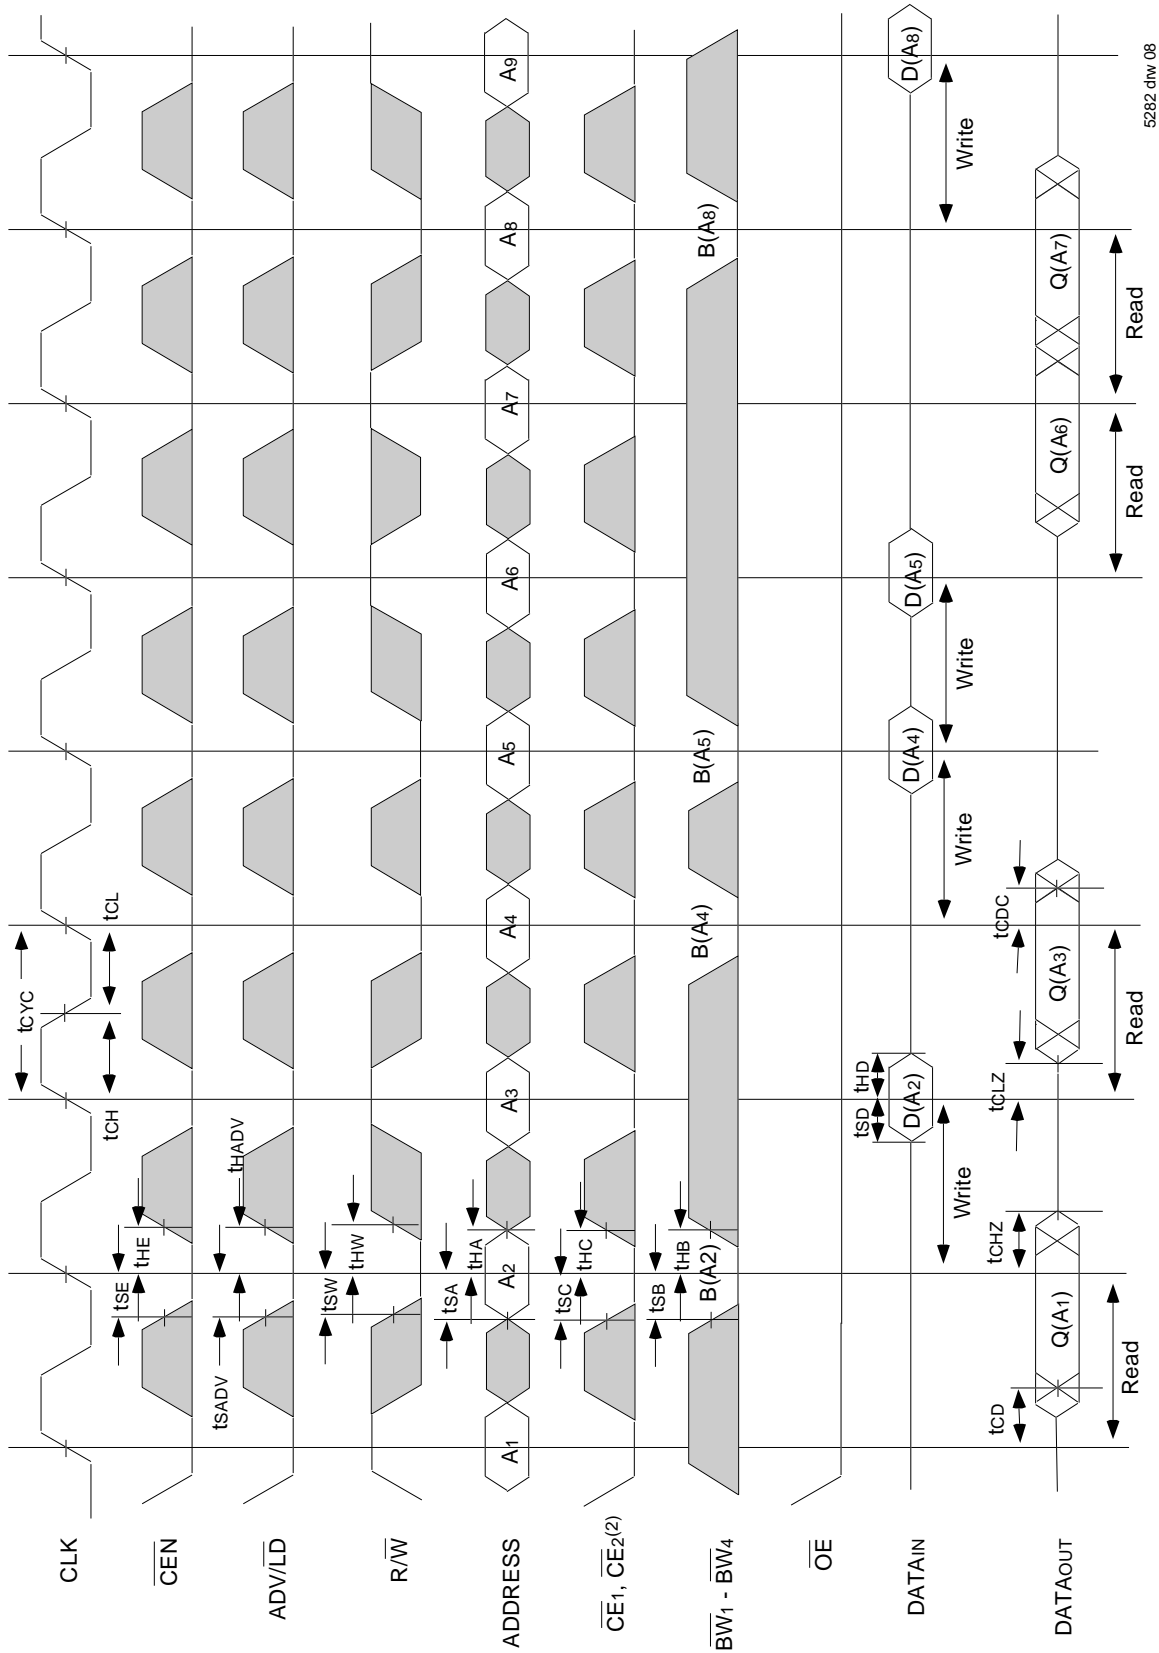 tCYC
CLK
tCH tCL
tSE tHE
CEN
tSADV tHADV
ADV/LD
tSW tHW
R/W
tSA tHA
ADDRESS A1 A2 A3 A4 A5 A6 A7 A8 A9
tSC tHC
CE1, CE2(2)
tSB tHB
BW1 - BW4 B(A2) B(A4) B(A5) B(A8)
OE
tSD tHD
DATAIN D(A2) D(A4) D(A5) D(A8)
Write Write Write Write
tCD tCHZ tCLZ tCDC
DATAOUT Q(A1) Q(A3) Q(A6) Q(A7)
Read Read Read Read
5282 drw 08